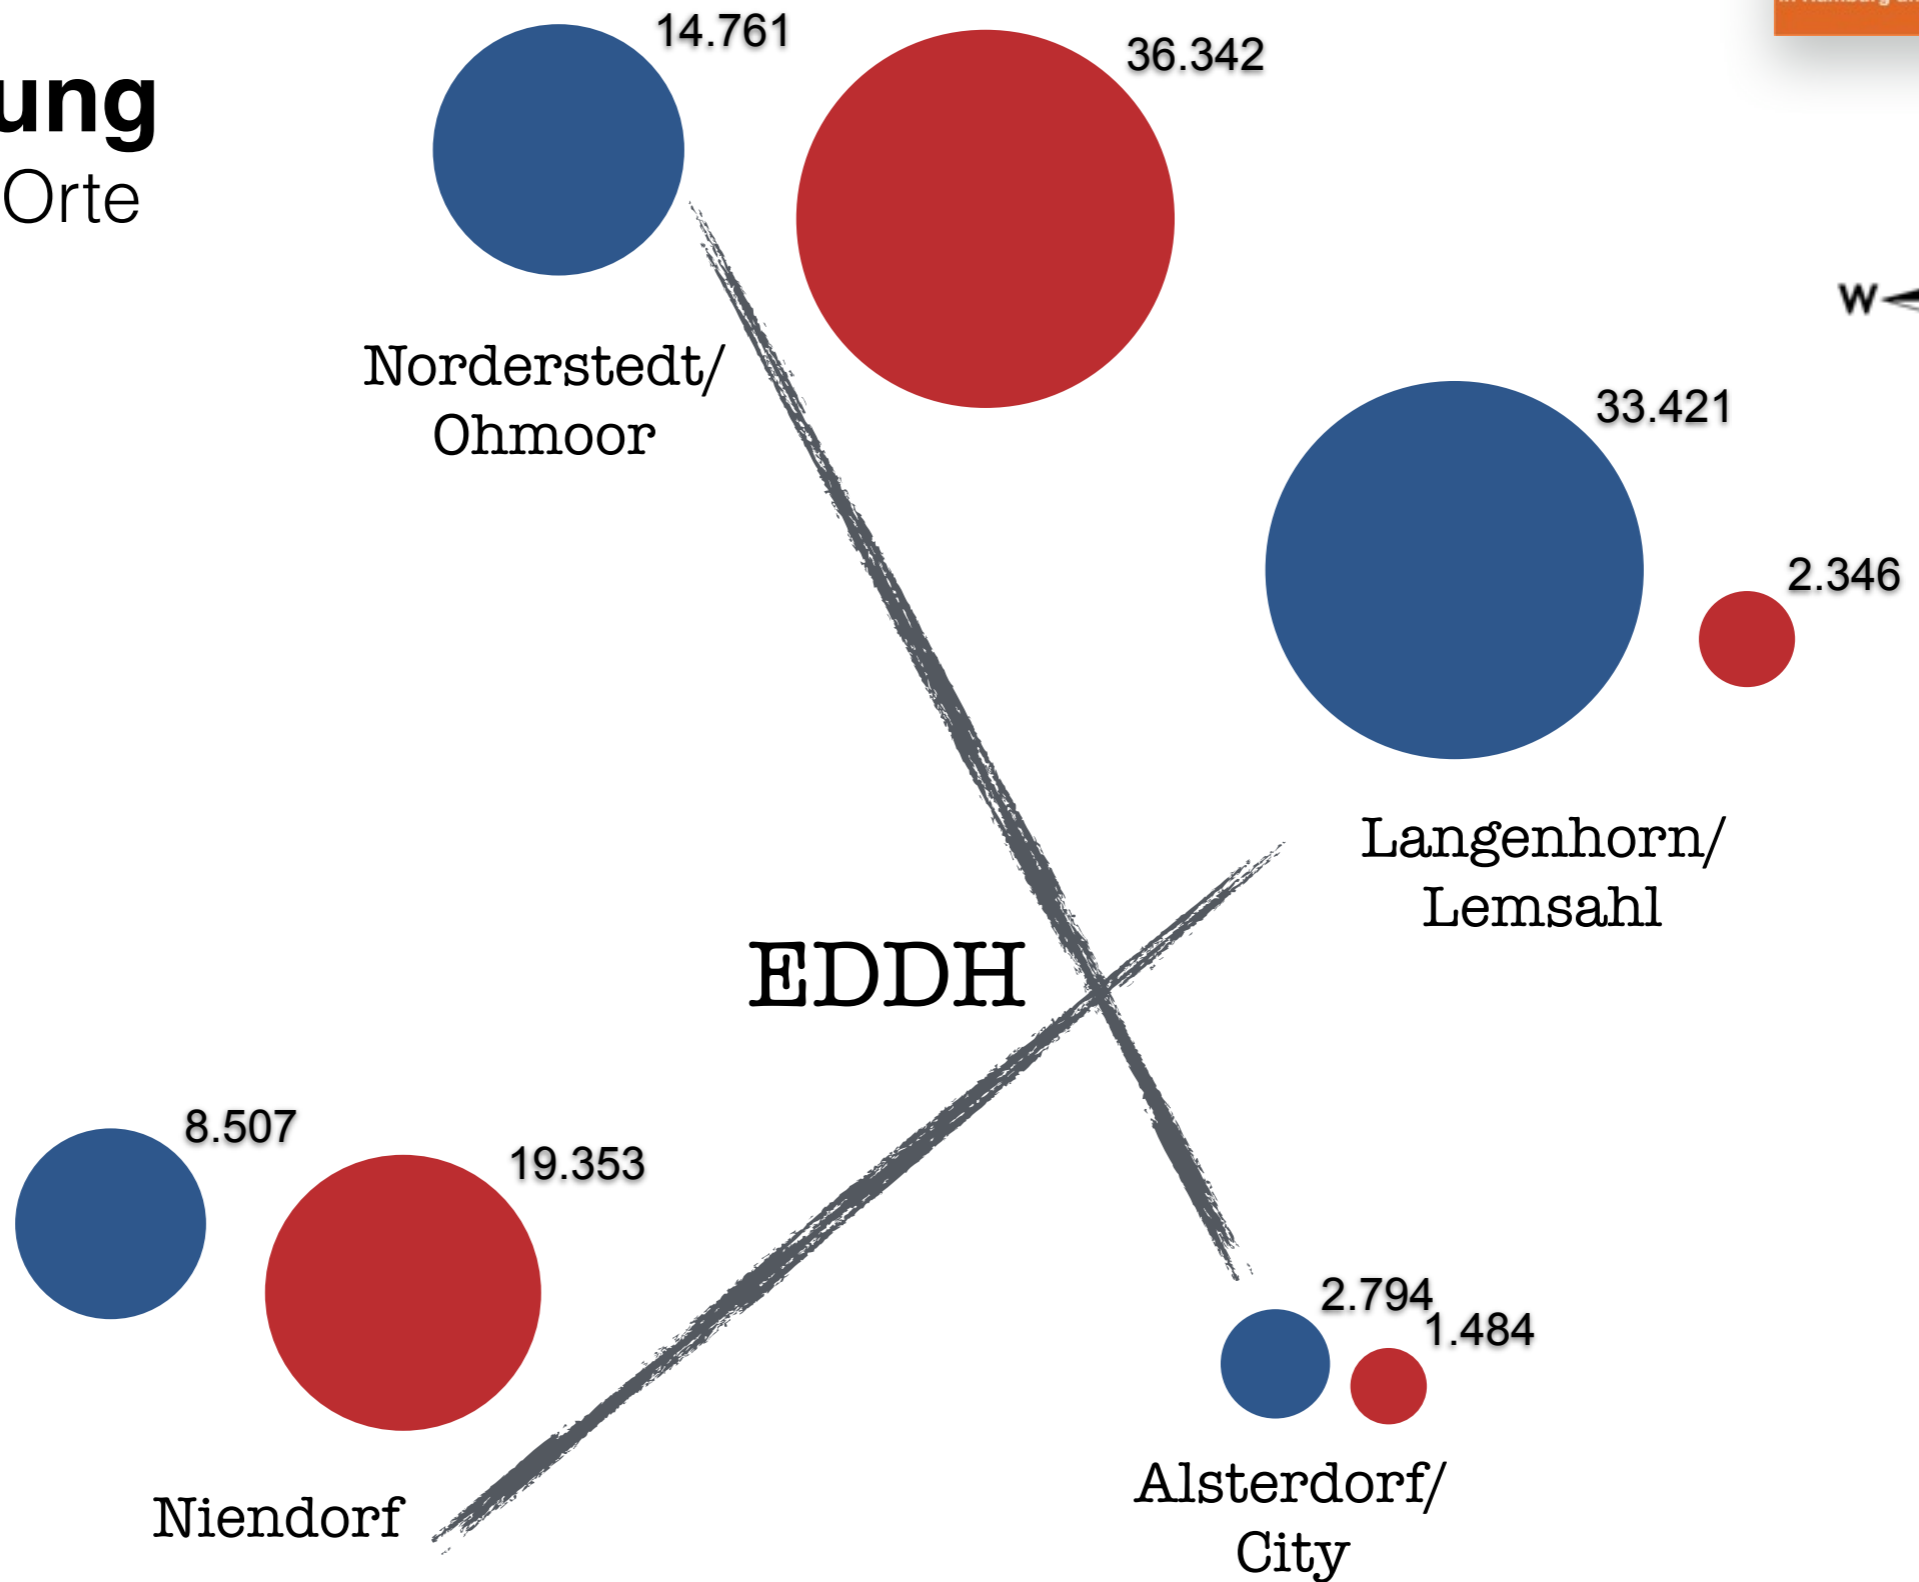 ung
Orte
14.761
36.342
W
Norderstedt/
Ohmoor
33.421
2.346
Langenhorn/
Lemsahl
EDDH
8.507
19.353
2.794
1.484
Niendorf
Alsterdorf/
City